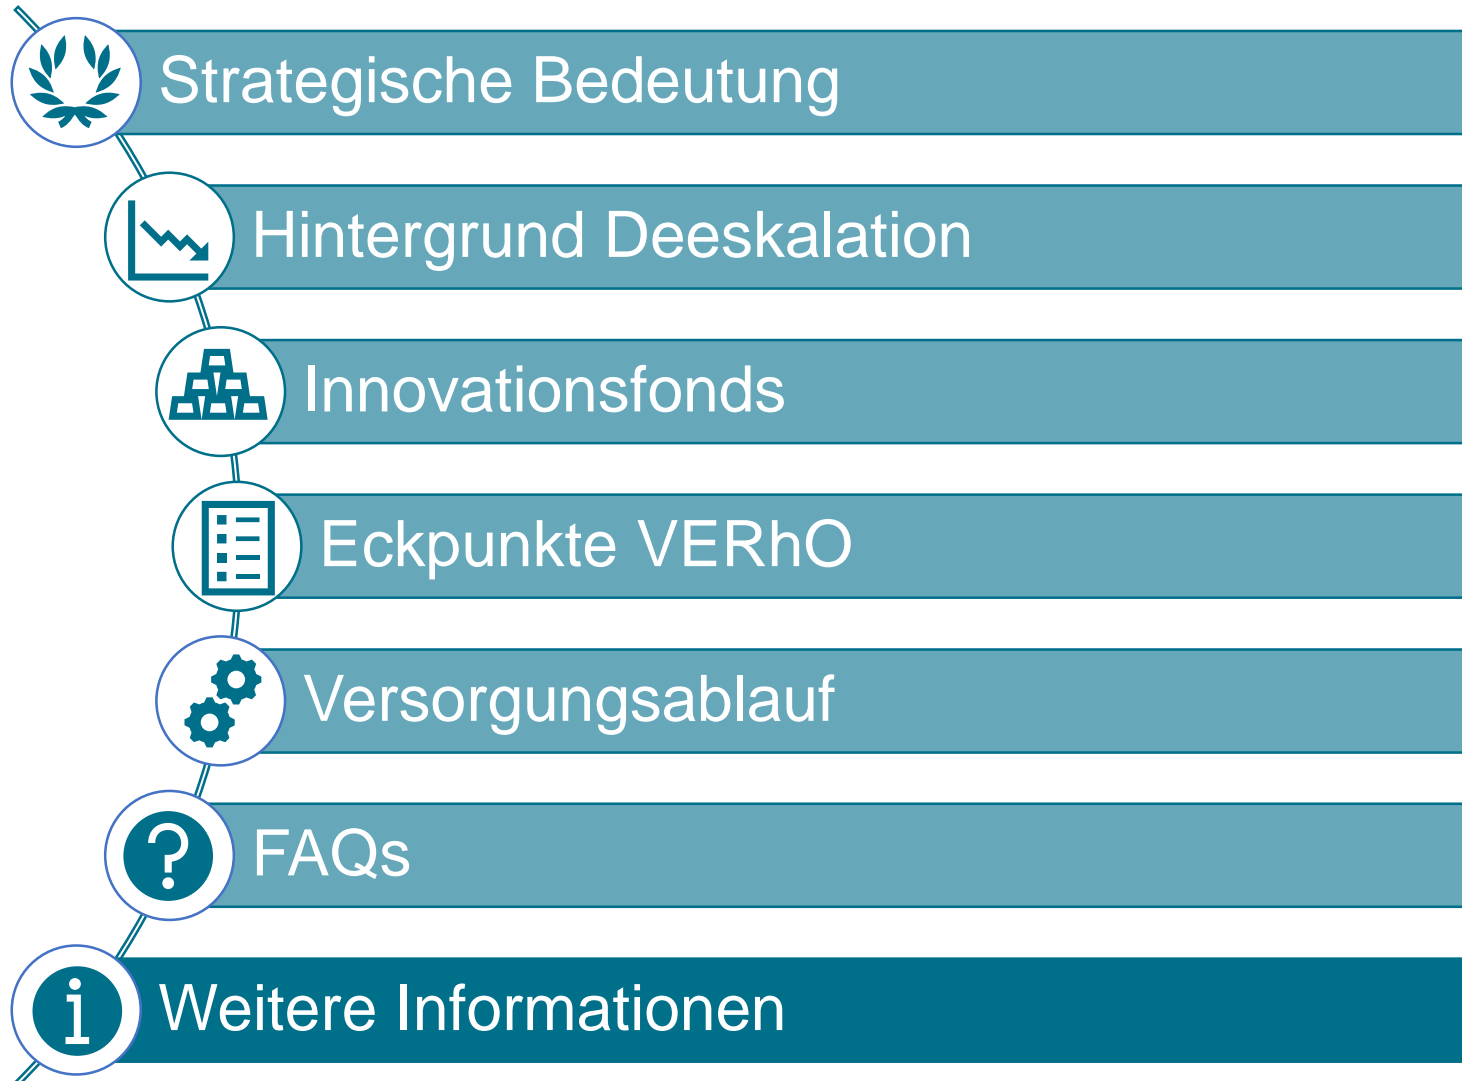 Strategische Bedeutung
Hintergrund Deeskalation
Innovationsfonds
Eckpunkte VERhO
Versorgungsablauf
FAQs
Weitere Informationen